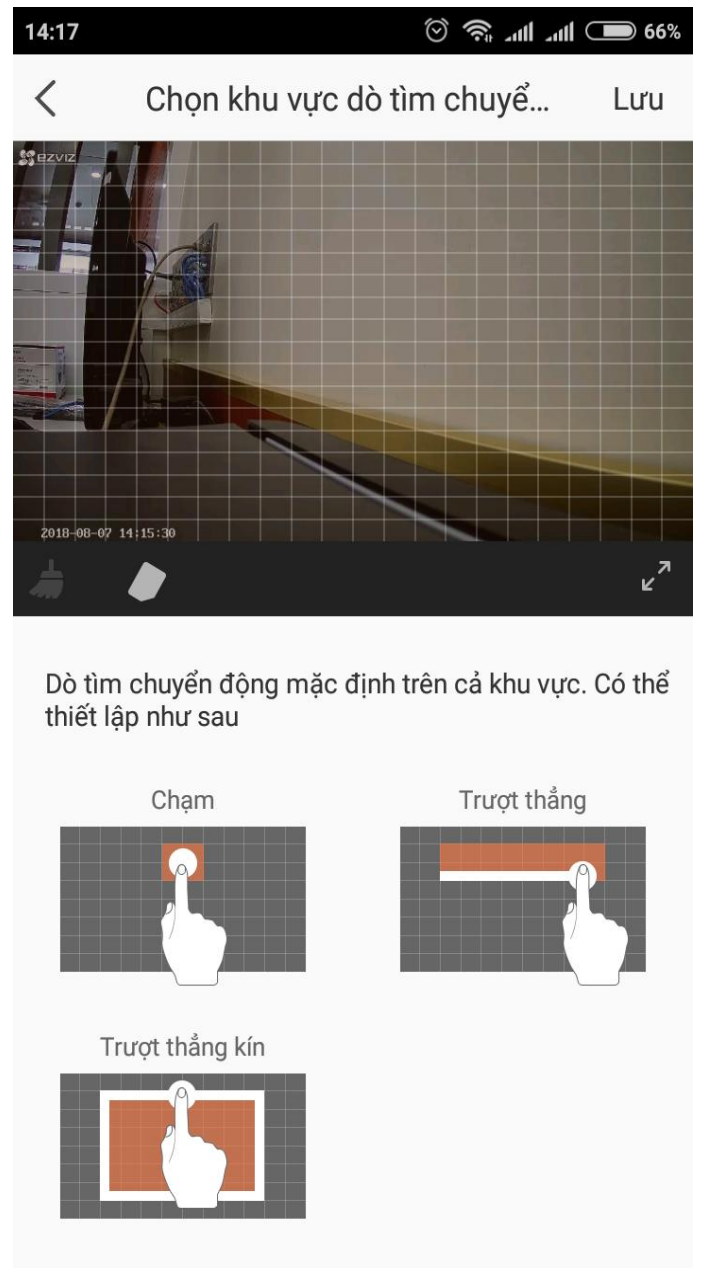 14:17
66%
Chọn khu vực dò tìm chuyể...
Lưu
ezviz
2018-08-07 14:15:30
Dò tìm chuyển động mặc định trên cả khu vực. Có thể
thiết lập như sau
Chạm
Trượt thẳng
Trượt thẳng kín